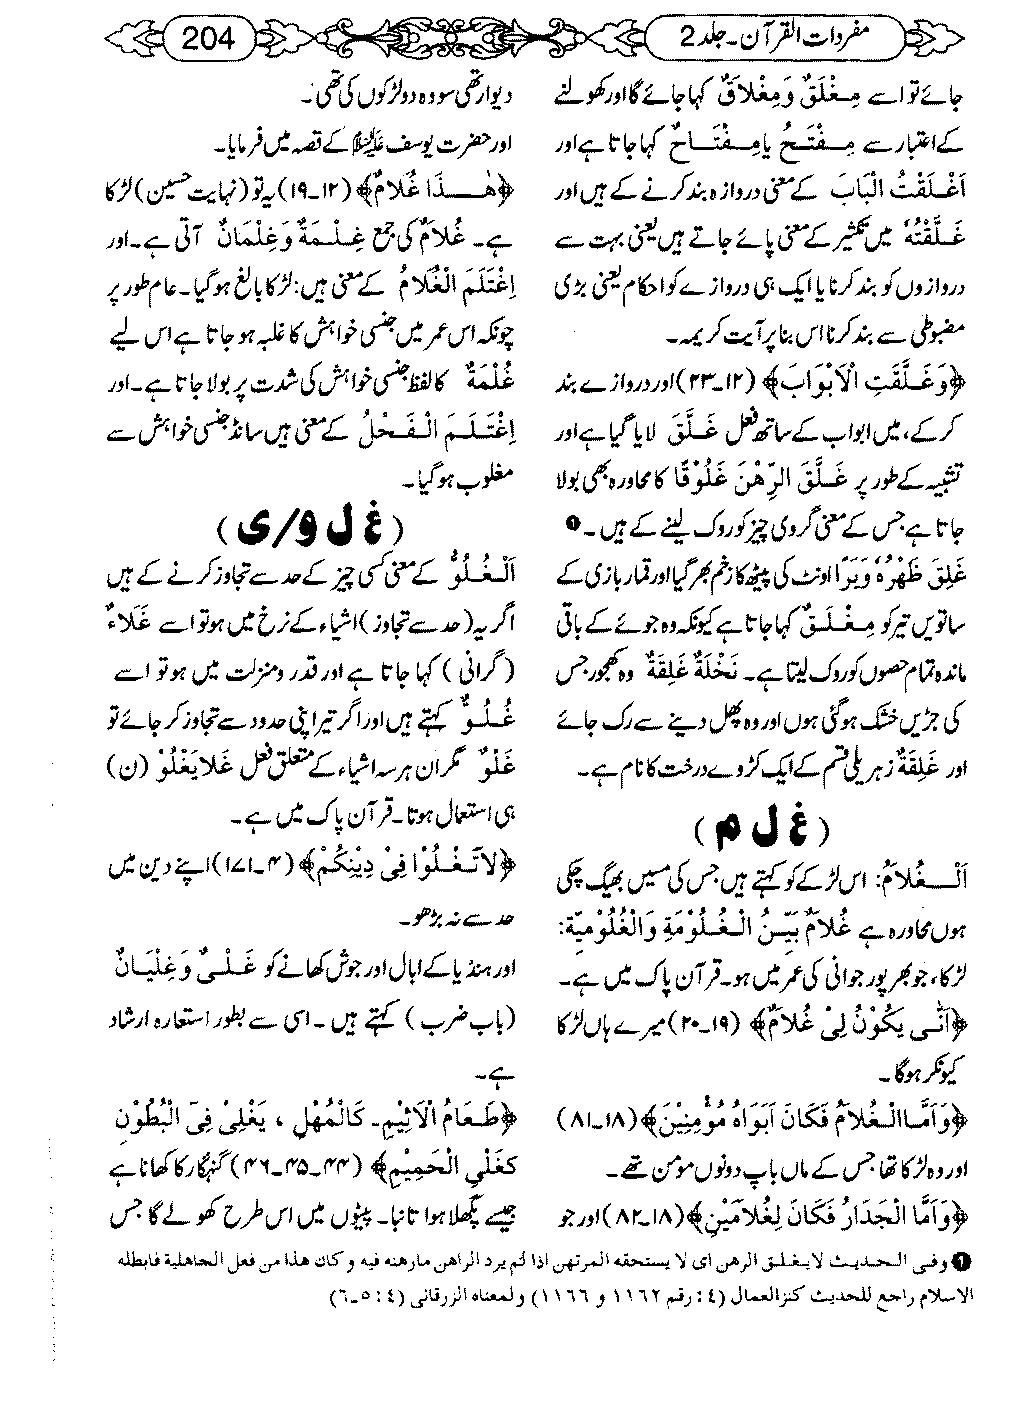 مفردات القرآن۔جلد 2
204
جائے تو اسے مِغْلَقٌ وَمِغْلَاقٌ کہا جائے گا اور کھولنے
کے اعتبار سے مِفْتَحٌ یا مِفْتَاحٌ کہا جاتا ہے اور
اَغْلَقْتُ الْبَابَ کے معنی دروازہ بند کرنے کے ہیں اور
غَلَّقْتُهٗ میں تکثیر کے معنی پائے جاتے ہیں یعنی بہت سے
دروازوں کو بند کرنا یا ایک ہی دروازے کو احکام یعنی بڑی
مضبوطی سے بند کرنا اس بنا پر آیت کریمہ۔
﴿وَغَلَّقَتِ الْاَبْوَابَ﴾ (۱۲۔۲۳) اور دروازے بند
کرکے، میں ابواب کے ساتھ فعل غَلَّقَ لایا گیا ہے اور
تشبیہ کے طور پر غَلَّقَ الرِّهْنَ غَلُوْقًا کا محاورہ بھی بولا
جاتا ہے جس کے معنی گروی چیز کو روک لینے کے ہیں۔ ❶
غَلِقَ ظَهْرُهٗ وَبَرًا اونٹ کی پیٹھ کا زخم بھر گیا اور قمار بازی کے
ساتویں تیر کو مِغْلَقٌ کہا جاتا ہے کیونکہ وہ جوئے کے باقی
ماندہ تمام حصوں کو روک لیتا ہے۔ نَخْلَةٌ غَلِقَةٌ وہ کھجور جس
کی جڑیں خشک ہوگئی ہوں اور وہ پھل دینے سے رک جائے
اور غَلِقَةٌ زہریلی قسم کے ایک کڑوے درخت کا نام ہے۔
(غ ل م)
اَلْغُلَامُ: اس لڑکے کو کہتے ہیں جس کی مسیں بھیگ چکی
ہوں محاورہ ہے غُلَامٌ بَيِّنُ الْغُلُوْمَةِ وَالْغُلُوْمِيَّةِ:
لڑکا، جو بھرپور جوانی کی عمر میں ہو۔ قرآن پاک میں ہے۔
﴿اَنّٰى يَكُوْنُ لِىْ غُلَامٌ﴾ (۱۹۔۲۰) میرے ہاں لڑکا
کیونکر ہوگا۔
﴿وَاَمَّا الْغُلَامُ فَكَانَ اَبَوَاهُ مُؤْمِنِيْنَ﴾ (۱۸۔۸۱)
اور وہ لڑکا تھا جس کے ماں باپ دونوں مومن تھے۔
﴿وَاَمَّا الْجِدَارُ فَكَانَ لِغُلَامَيْنِ﴾ (۱۸۔۸۲) اور جو
دیوار تھی سو وہ دو لڑکوں کی تھی۔
اور حضرت یوسف علیہ السلام کے قصہ میں فرمایا۔
﴿هٰذَا غُلَامٌ﴾ (۱۲۔۱۹) یہ تو (نہایت حسین) لڑکا
ہے۔ غُلَامٌ کی جمع غِلْمَةٌ وَغِلْمَانٌ آتی ہے۔ اور
اِغْتَلَمَ الْغُلَامُ کے معنی ہیں: لڑکا بالغ ہوگیا۔ عام طور پر
چونکہ اس عمر میں جنسی خواہش کا غلبہ ہو جاتا ہے اس لیے
غُلْمَةٌ کا لفظ جنسی خواہش کی شدت پر بولا جاتا ہے۔ اور
اِغْتَلَمَ الْفَحْلُ کے معنی ہیں سانڈ جنسی خواہش سے
مغلوب ہوگیا۔
(غ ل و/ی)
اَلْغُلُوُّ کے معنی کسی چیز کے حد سے تجاوز کرنے کے ہیں
اگر یہ (حد سے تجاوز) اشیاء کے نرخ میں ہو تو اسے غَلَاءٌ
(گرانی) کہا جاتا ہے اور قدر و منزلت میں ہو تو اسے
غُلُوٌّ کہتے ہیں اور اگر تیر اپنی حدود سے تجاوز کر جائے تو
غَلْوٌ مگر ان ہر سہ اشیاء کے متعلق فعل غَلَا يَغْلُوْ (ن)
ہی استعمال ہوتا۔ قرآن پاک میں ہے۔
﴿لَا تَغْلُوْا فِىْ دِيْنِكُمْ﴾ (۴۔۱۷۱) اپنے دین میں
حد سے نہ بڑھو۔
اور ہنڈیا کے ابال اور جوش کھانے کو غَلْىٌ وَغَلْيَانٌ
(باب ضرب) کہتے ہیں۔ اسی سے بطور استعارہ ارشاد
ہے۔
﴿طَعَامُ الْاَثِيْمِ۔ كَالْمُهْلِ، يَغْلِىْ فِى الْبُطُوْنِ
كَغَلْىِ الْحَمِيْمِ﴾ (۴۴۔۴۵۔۴۶) گنہگار کا کھانا ہے
جیسے پگھلا ہوا تانبا۔ پیٹوں میں اس طرح کھولے گا جس
❶ وفى الحديث لا يغلق الرهن اى لا يستحقه المرتهن اذا لم يرد الراهن مارهنه فيه وكان هذا من فعل الجاهلية فابطله
الاسلام راجع للحديث كنز العمال (٤: رقم ١١٦٢ و ١١٦٦) ولمعناه الزرقانى (٤: ٥۔٦)